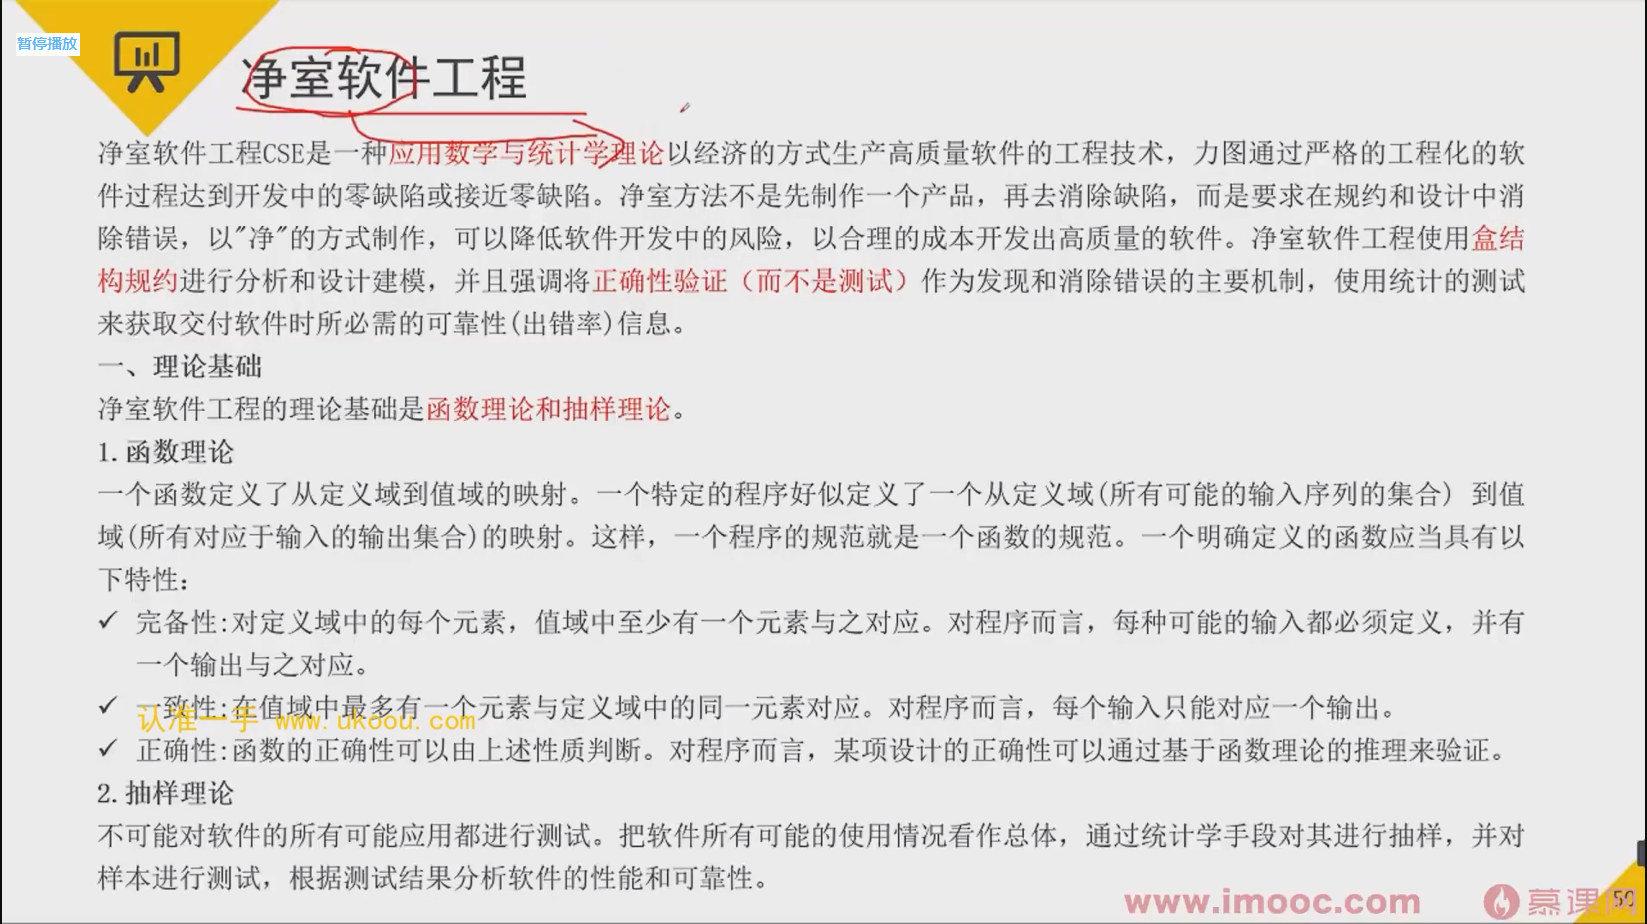 暂停播放
净室软件工程
净室软件工程CSE是一种应用数学与统计学理论以经济的方式生产高质量软件的工程技术，力图通过严格的工程化的软
件过程达到开发中的零缺陷或接近零缺陷。净室方法不是先制作一个产品，再去消除缺陷，而是要求在规约和设计中消
除错误，以"净"的方式制作，可以降低软件开发中的风险，以合理的成本开发出高质量的软件。净室软件工程使用盒结
构规约进行分析和设计建模，并且强调将正确性验证（而不是测试）作为发现和消除错误的主要机制，使用统计的测试
来获取交付软件时所必需的可靠性(出错率)信息。
一、理论基础
净室软件工程的理论基础是函数理论和抽样理论。
1.函数理论
一个函数定义了从定义域到值域的映射。一个特定的程序好似定义了一个从定义域(所有可能的输入序列的集合) 到值
域(所有对应于输入的输出集合)的映射。这样，一个程序的规范就是一个函数的规范。一个明确定义的函数应当具有以
下特性：
✓ 完备性:对定义域中的每个元素，值域中至少有一个元素与之对应。对程序而言，每种可能的输入都必须定义，并有
一个输出与之对应。
✓ 一致性:在值域中最多有一个元素与定义域中的同一元素对应。对程序而言，每个输入只能对应一个输出。
认准一手 www.ukoou.com
✓ 正确性:函数的正确性可以由上述性质判断。对程序而言，某项设计的正确性可以通过基于函数理论的推理来验证。
2.抽样理论
不可能对软件的所有可能应用都进行测试。把软件所有可能的使用情况看作总体，通过统计学手段对其进行抽样，并对
样本进行测试，根据测试结果分析软件的性能和可靠性。
www.imooc.com 慕课网
50